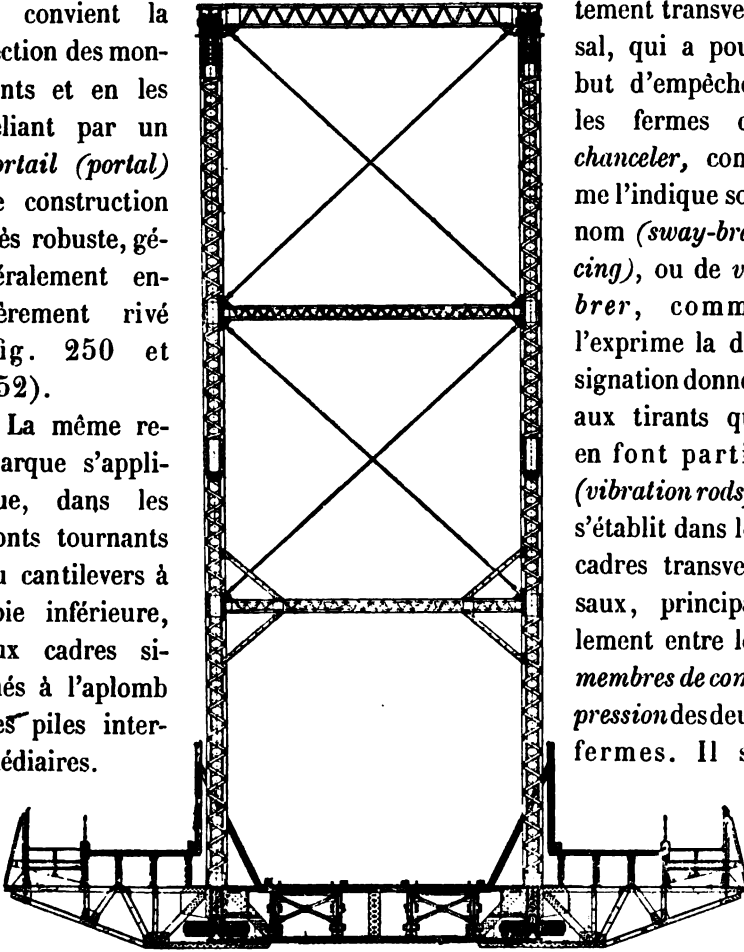 convient la
ection des mon-
nts et en les
eliant par un
ortail (portal)
e construction
ès robuste, gé-
éralement en-
èrement rivé
ig. 250 et
52).
La même re-
arque s'appli-
ue, dans les
onts tournants
u cantilevers à
oie inférieure,
ux cadres si-
és à l'aplomb
es piles inter-
édiaires.
tement transve
sal, qui a pou
but d'empêche
les fermes d
chanceler, com
me l'indique so
nom (sway-bra
cing), ou de v
brer, comm
l'exprime la d
signation donné
aux tirants qu
en font parti
(vibration rods)
s'établit dans le
cadres transve
saux, principa
lement entre le
membres de com
pression des deu
fermes. Il s